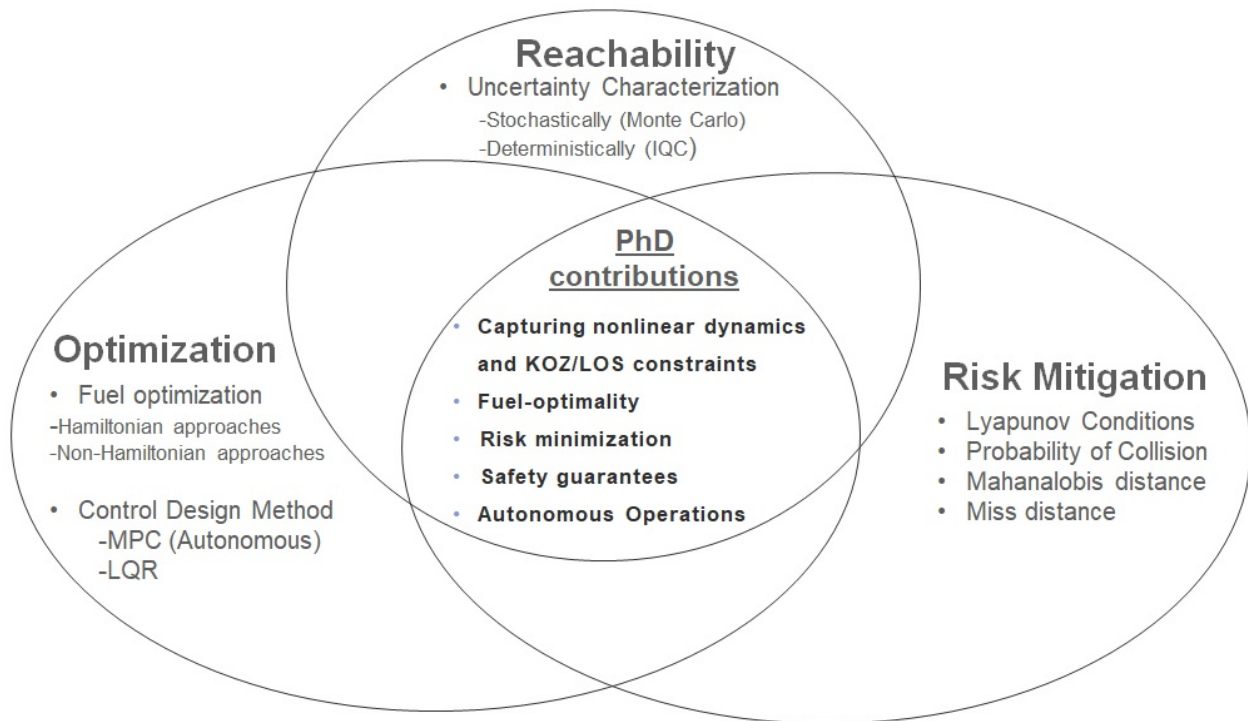 Reachability
• Uncertainty Characterization
-Stochastically (Monte Carlo)
-Deterministically (IQC)
PhD
contributions
• Capturing nonlinear dynamics
and KOZ/LOS constraints
• Fuel-optimality
• Risk minimization
• Safety guarantees
• Autonomous Operations
Optimization
• Fuel optimization
-Hamiltonian approaches
-Non-Hamiltonian approaches
• Control Design Method
-MPC (Autonomous)
-LQR
Risk Mitigation
• Lyapunov Conditions
• Probability of Collision
• Mahanalobis distance
• Miss distance